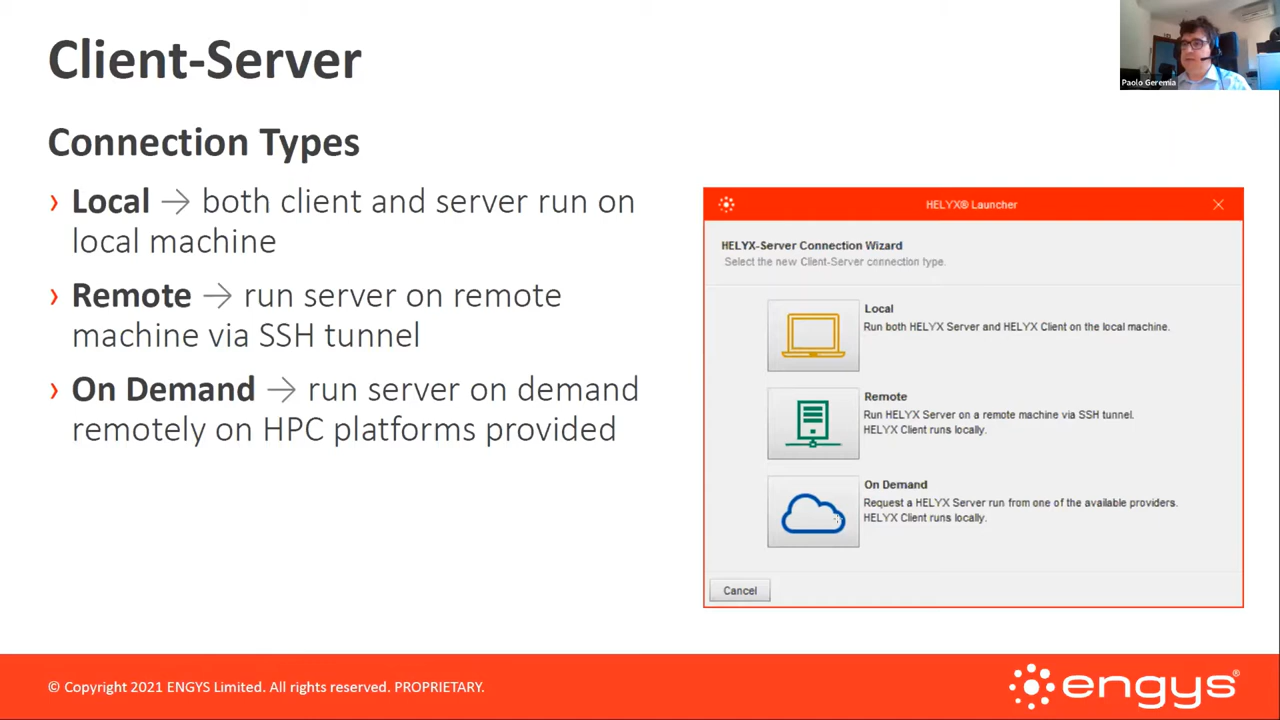 Client-Server
Paolo Geremia
Connection Types
› Local → both client and server run on
local machine
› Remote → run server on remote
machine via SSH tunnel
› On Demand → run server on demand
remotely on HPC platforms provided
HELYX® Launcher
HELYX-Server Connection Wizard
Select the new Client-Server connection type.
Local
Run both HELYX Server and HELYX Client on the local machine.
Remote
Run HELYX Server on a remote machine via SSH tunnel.
HELYX Client runs locally.
On Demand
Request a HELYX Server run from one of the available providers.
HELYX Client runs locally.
Cancel
© Copyright 2021 ENGYS Limited. All rights reserved. PROPRIETARY.
engys®